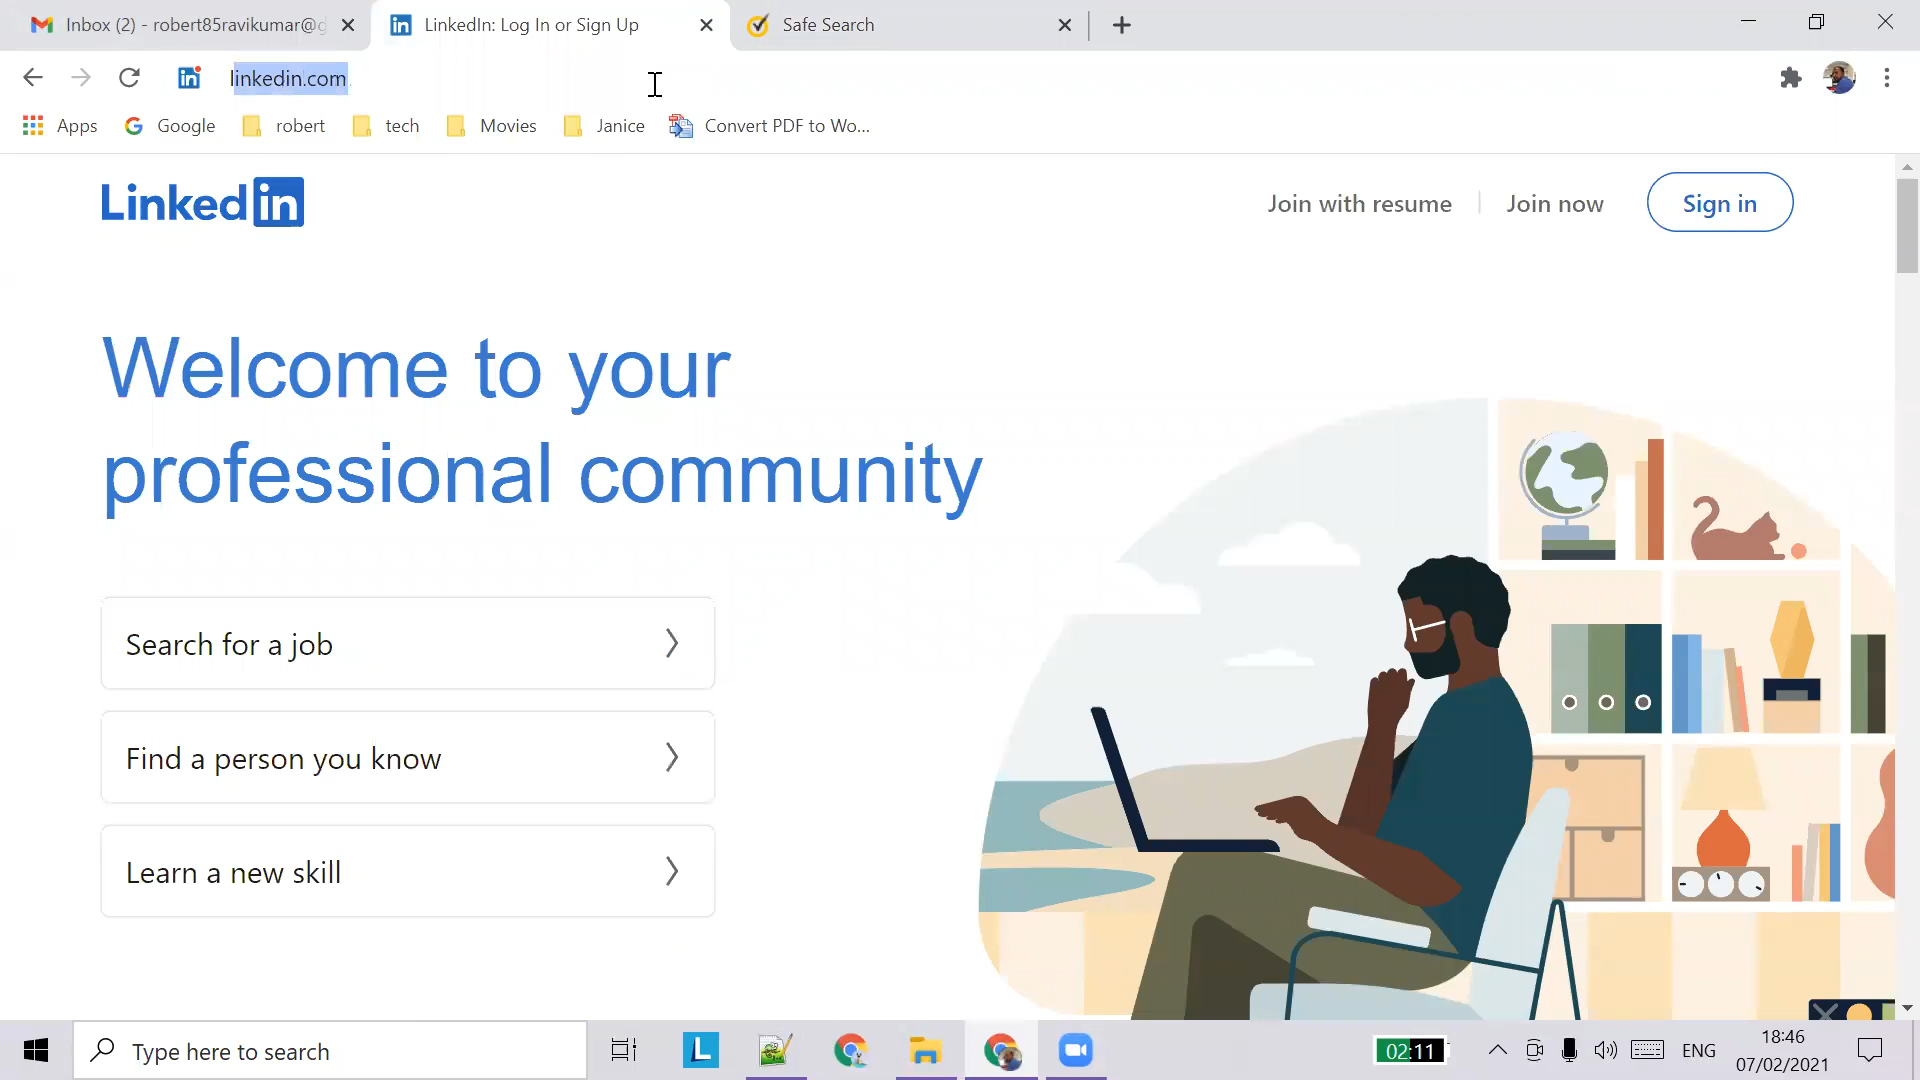 Inbox (2) - robert85ravikumar@g
LinkedIn: Log In or Sign Up
Safe Search
linkedin.com
Apps
Google
robert
tech
Movies
Janice
Convert PDF to Wo...
Linked in
Join with resume
Join now
Sign in
Welcome to your
professional community
Search for a job
Find a person you know
Learn a new skill
Type here to search
L
02:11
ENG
18:46
07/02/2021